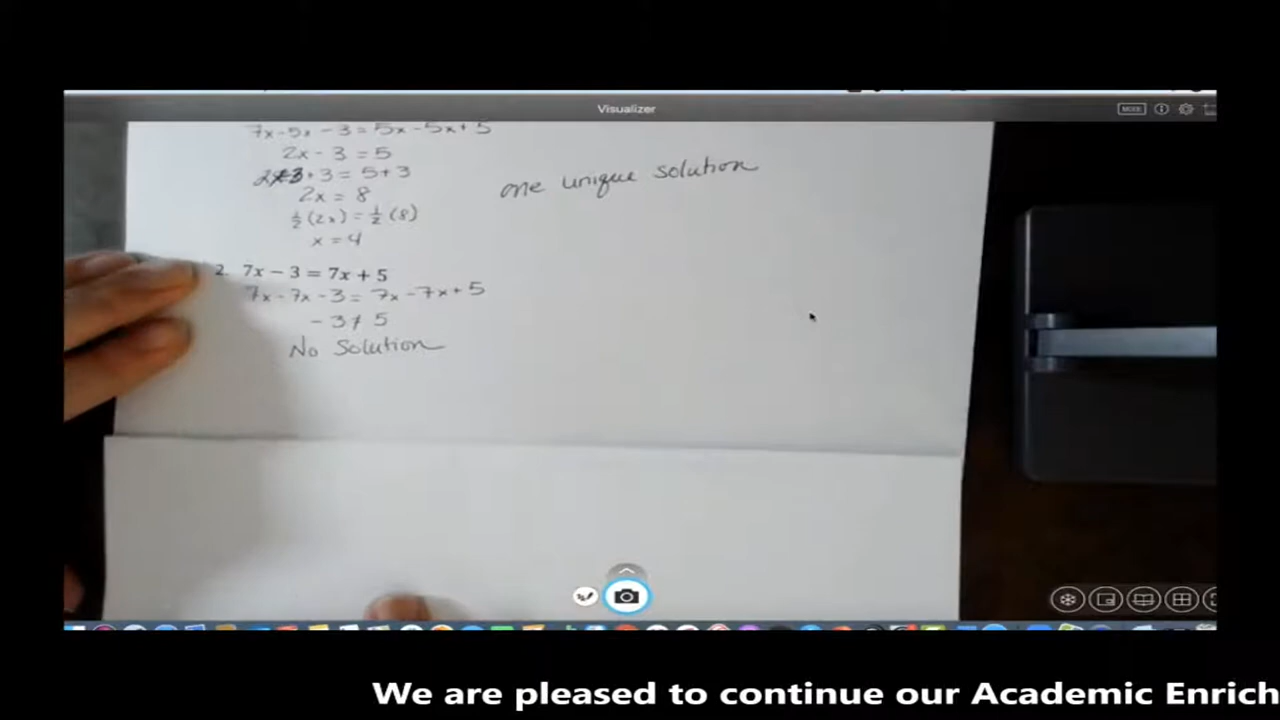 Visualizer
MODE
7x-5x-3=5x-5x+5
2x-3=5
2x-3+3=5+3
2x=8
½(2x)=½(8)
x=4
one unique solution
2. 7x-3=7x+5
7x-7x-3=7x-7x+5
-3≠5
No Solution
We are pleased to continue our Academic Enrich